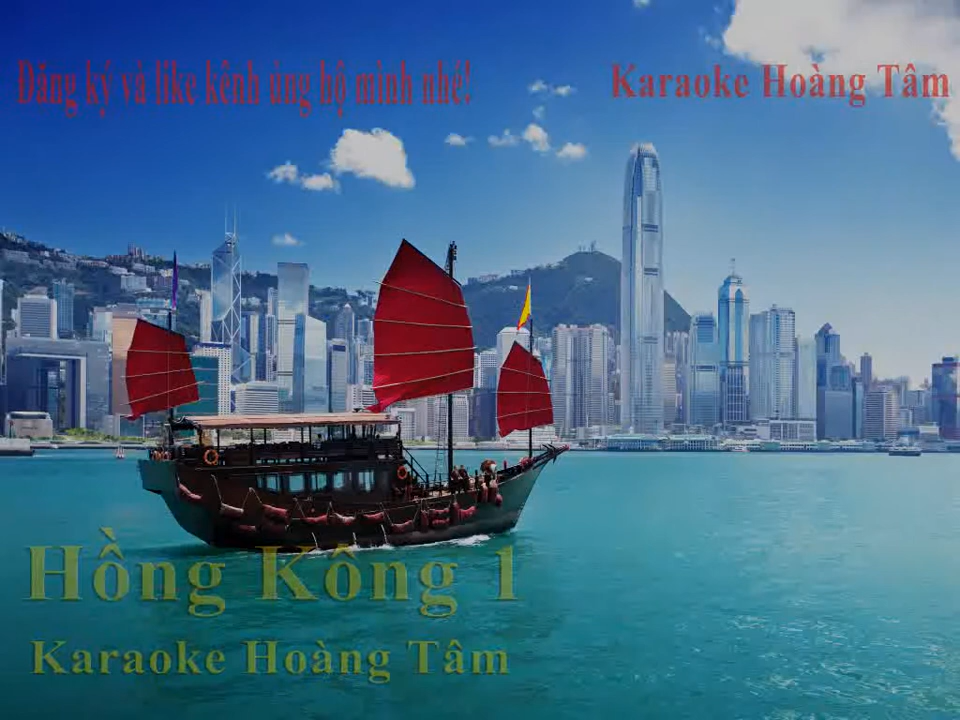 Đăng ký và like kênh ủng hộ mình nhé!
Karaoke Hoàng Tâm
Hồng Kông 1
Karaoke Hoàng Tâm